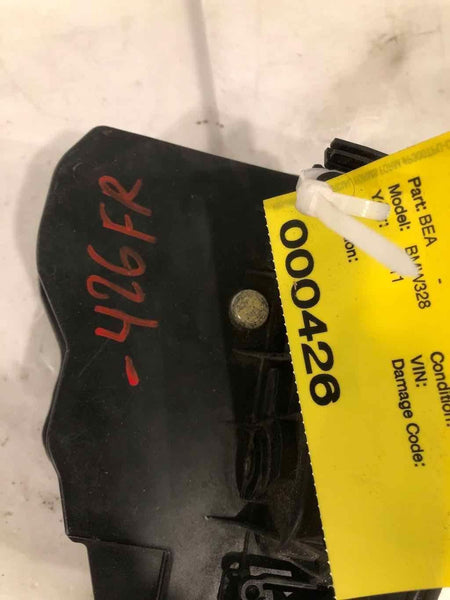 -426FR
000426
Part: BEA
Model: BMW328
Condition:
VIN:
Damage Code: